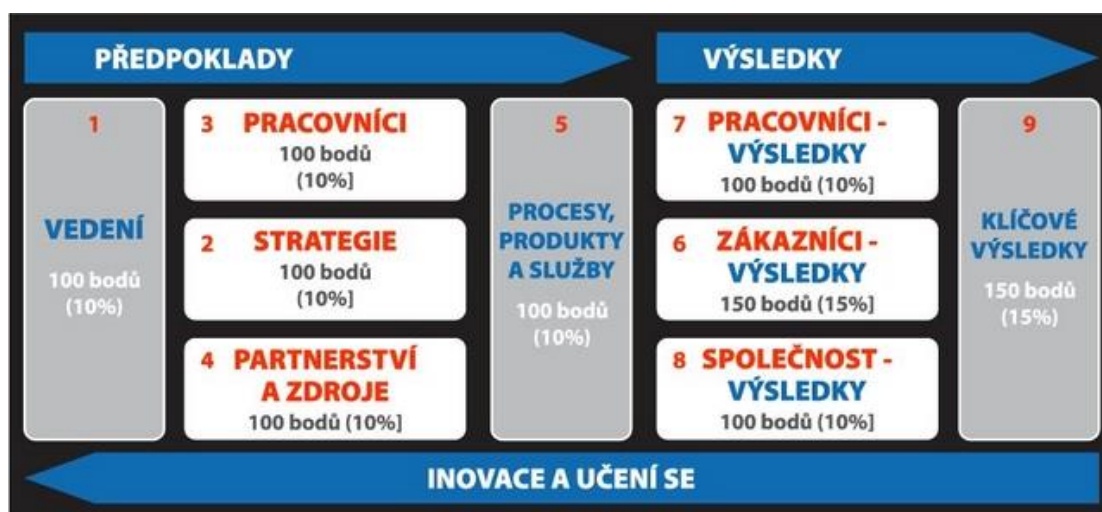 PŘEDPOKLADY
VÝSLEDKY
1
VEDENÍ
100 bodů
(10%)
3 PRACOVNÍCI
100 bodů
(10%]
2 STRATEGIE
100 bodů
(10%]
4 PARTNERSTVÍ
A ZDROJE
100 bodů (10%]
5
PROCESY,
PRODUKTY
A SLUŽBY
100 bodů
(10%)
7 PRACOVNÍCI -
VÝSLEDKY
100 bodů (10%]
6 ZÁKAZNÍCI -
VÝSLEDKY
150 bodů (15%]
8 SPOLEČNOST -
VÝSLEDKY
100 bodů (10%]
9
KLÍČOVÉ
VÝSLEDKY
150 bodů
(15%)
INOVACE A UČENÍ SE